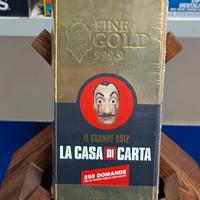 FINE
GOLD
999.9
IL GRANDE QUIZ
LA CASA DI CARTA
250 DOMANDE